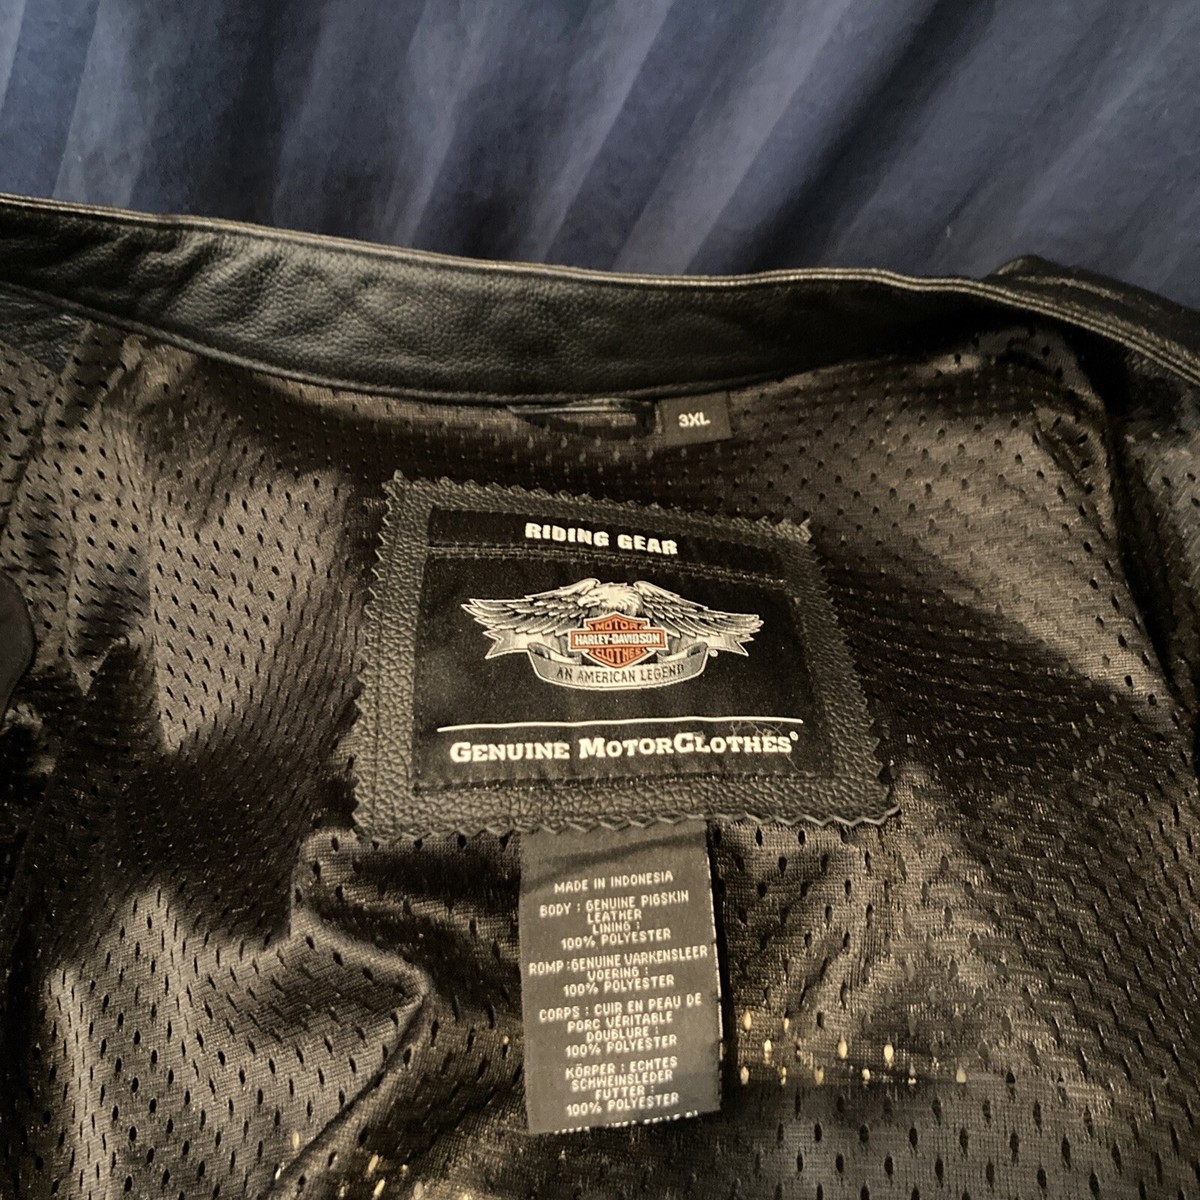 3XL
RIDING GEAR
MOTOR
HARLEY-DAVIDSON
CLOTHES
AN AMERICAN LEGEND
GENUINE MOTORCLOTHES®
MADE IN INDONESIA
BODY : GENUINE PIGSKIN
LEATHER
LINING :
100% POLYESTER
ROMP :GENUINE VARKENSLEER
VOERING :
100% POLYESTER
CORPS : CUIR EN PEAU DE
PORC VÉRITABLE
DOUBLURE :
100% POLYESTER
KÖRPER : ECHTES
SCHWEINSLEDER
FUTTER :
100% POLYESTER